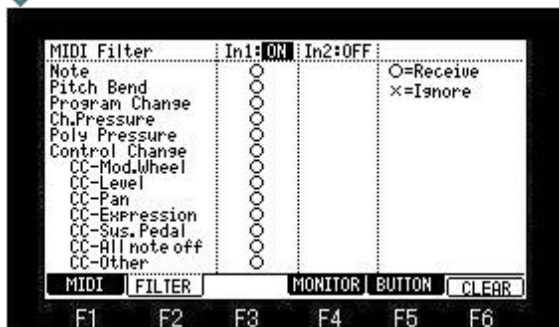 MIDI Filter In1:ON In2:OFF
Note ○ ○=Receive
Pitch Bend ○ ×=Ignore
Program Change ○
Ch.Pressure ○
Poly Pressure ○
Control Change ○
CC-Mod.Wheel ○
CC-Level ○
CC-Pan ○
CC-Expression ○
CC-Sus.Pedal ○
CC-All note off ○
CC-Other ○
MIDI FILTER MONITOR BUTTON CLEAR
F1 F2 F3 F4 F5 F6